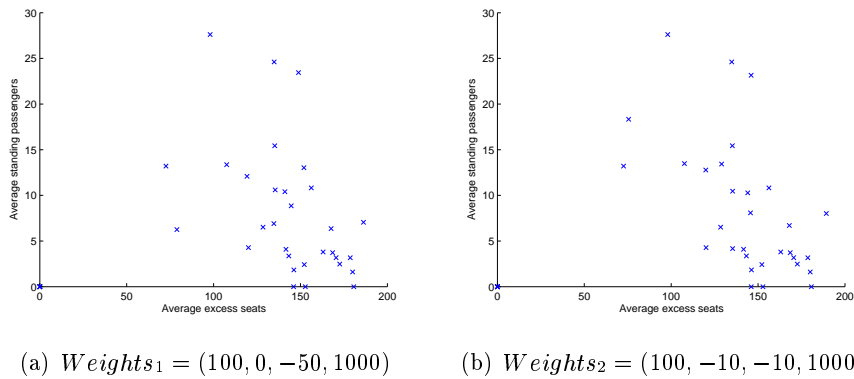 30
25
20
15
10
5
0
Average standing passengers
0 50 100 150 200
Average excess seats
(a) Weights1 = (100, 0, −50, 1000)
30
25
20
15
10
5
0
Average standing passengers
0 50 100 150 200
Average excess seats
(b) Weights2 = (100, −10, −10, 1000